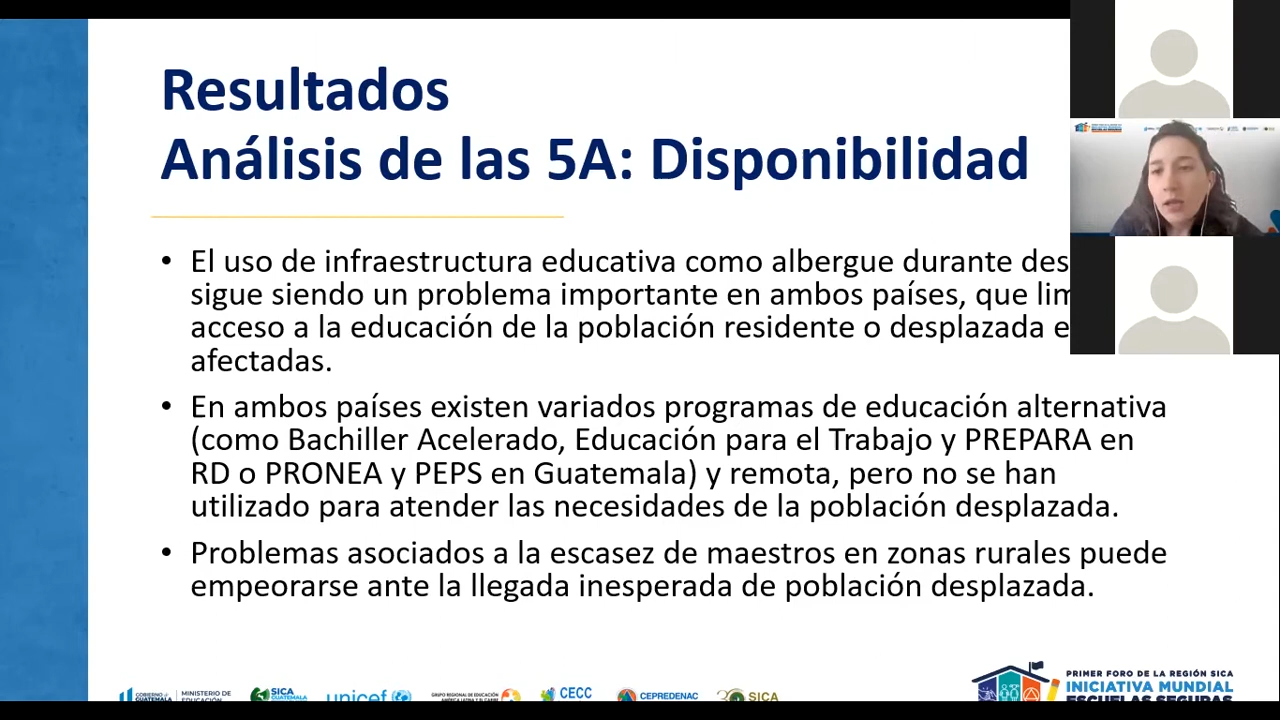 Resultados
Análisis de las 5A: Disponibilidad
• El uso de infraestructura educativa como albergue durante des
sigue siendo un problema importante en ambos países, que lim
acceso a la educación de la población residente o desplazada e
afectadas.
• En ambos países existen variados programas de educación alternativa
(como Bachiller Acelerado, Educación para el Trabajo y PREPARA en
RD o PRONEA y PEPS en Guatemala) y remota, pero no se han
utilizado para atender las necesidades de la población desplazada.
• Problemas asociados a la escasez de maestros en zonas rurales puede
empeorarse ante la llegada inesperada de población desplazada.
GOBIERNO de GUATEMALA
MINISTERIO DE EDUCACIÓN
SICA GUATEMALA
unicef
GRUPO REGIONAL DE EDUCACIÓN
CECC
CEPREDENAC
SICA
PRIMER FORO DE LA REGIÓN SICA
INICIATIVA MUNDIAL
ESCUELAS SEGURAS